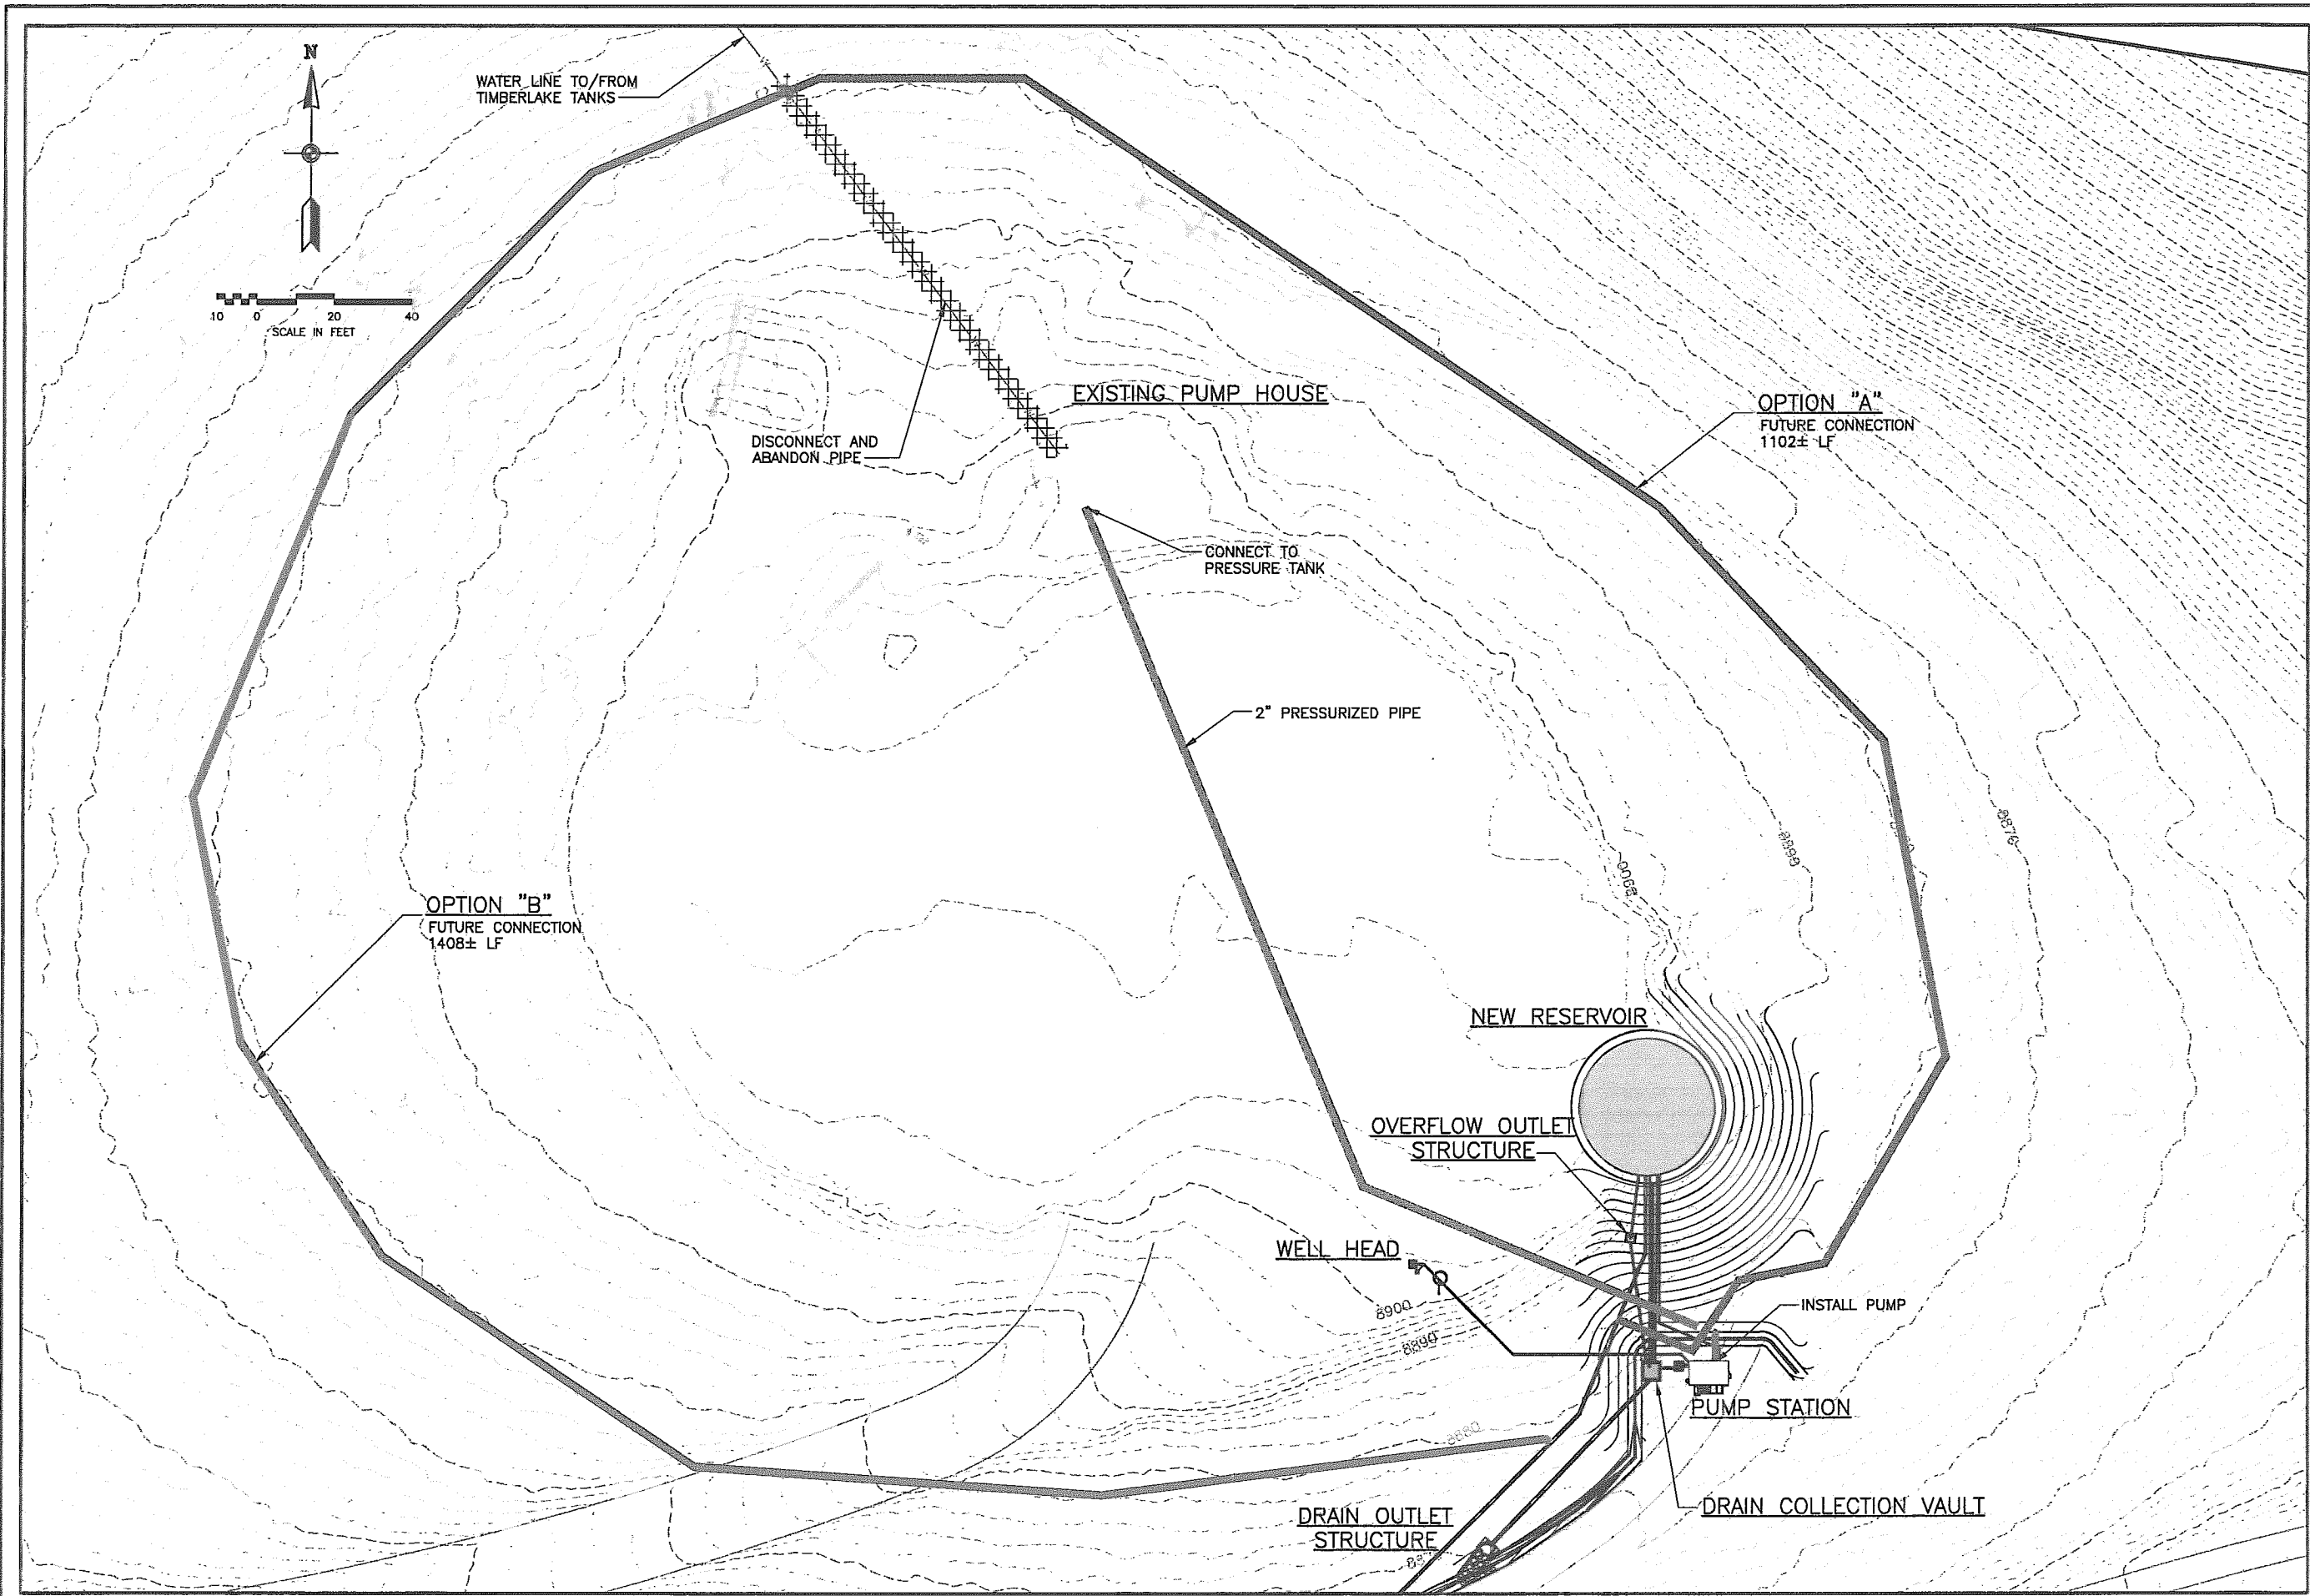 N
WATER LINE TO/FROM
TIMBERLAKE TANKS
10 0 20 40
SCALE IN FEET
EXISTING PUMP HOUSE
OPTION "A"
FUTURE CONNECTION
1102± LF
DISCONNECT AND
ABANDON PIPE
CONNECT TO
PRESSURE TANK
2" PRESSURIZED PIPE
8870
8890
8900
OPTION "B"
FUTURE CONNECTION
1408± LF
NEW RESERVOIR
OVERFLOW OUTLET
STRUCTURE
WELL HEAD
8900
8890
INSTALL PUMP
PUMP STATION
8880
DRAIN COLLECTION VAULT
DRAIN OUTLET
STRUCTURE